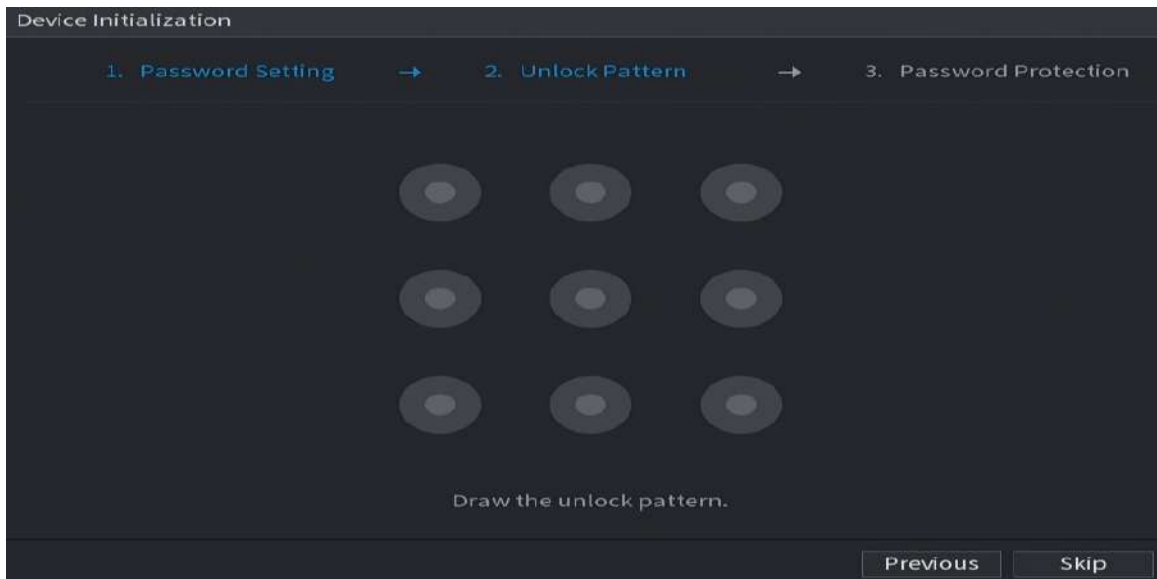 Device Initialization
1. Password Setting → 2. Unlock Pattern → 3. Password Protection
Draw the unlock pattern.
Previous Skip